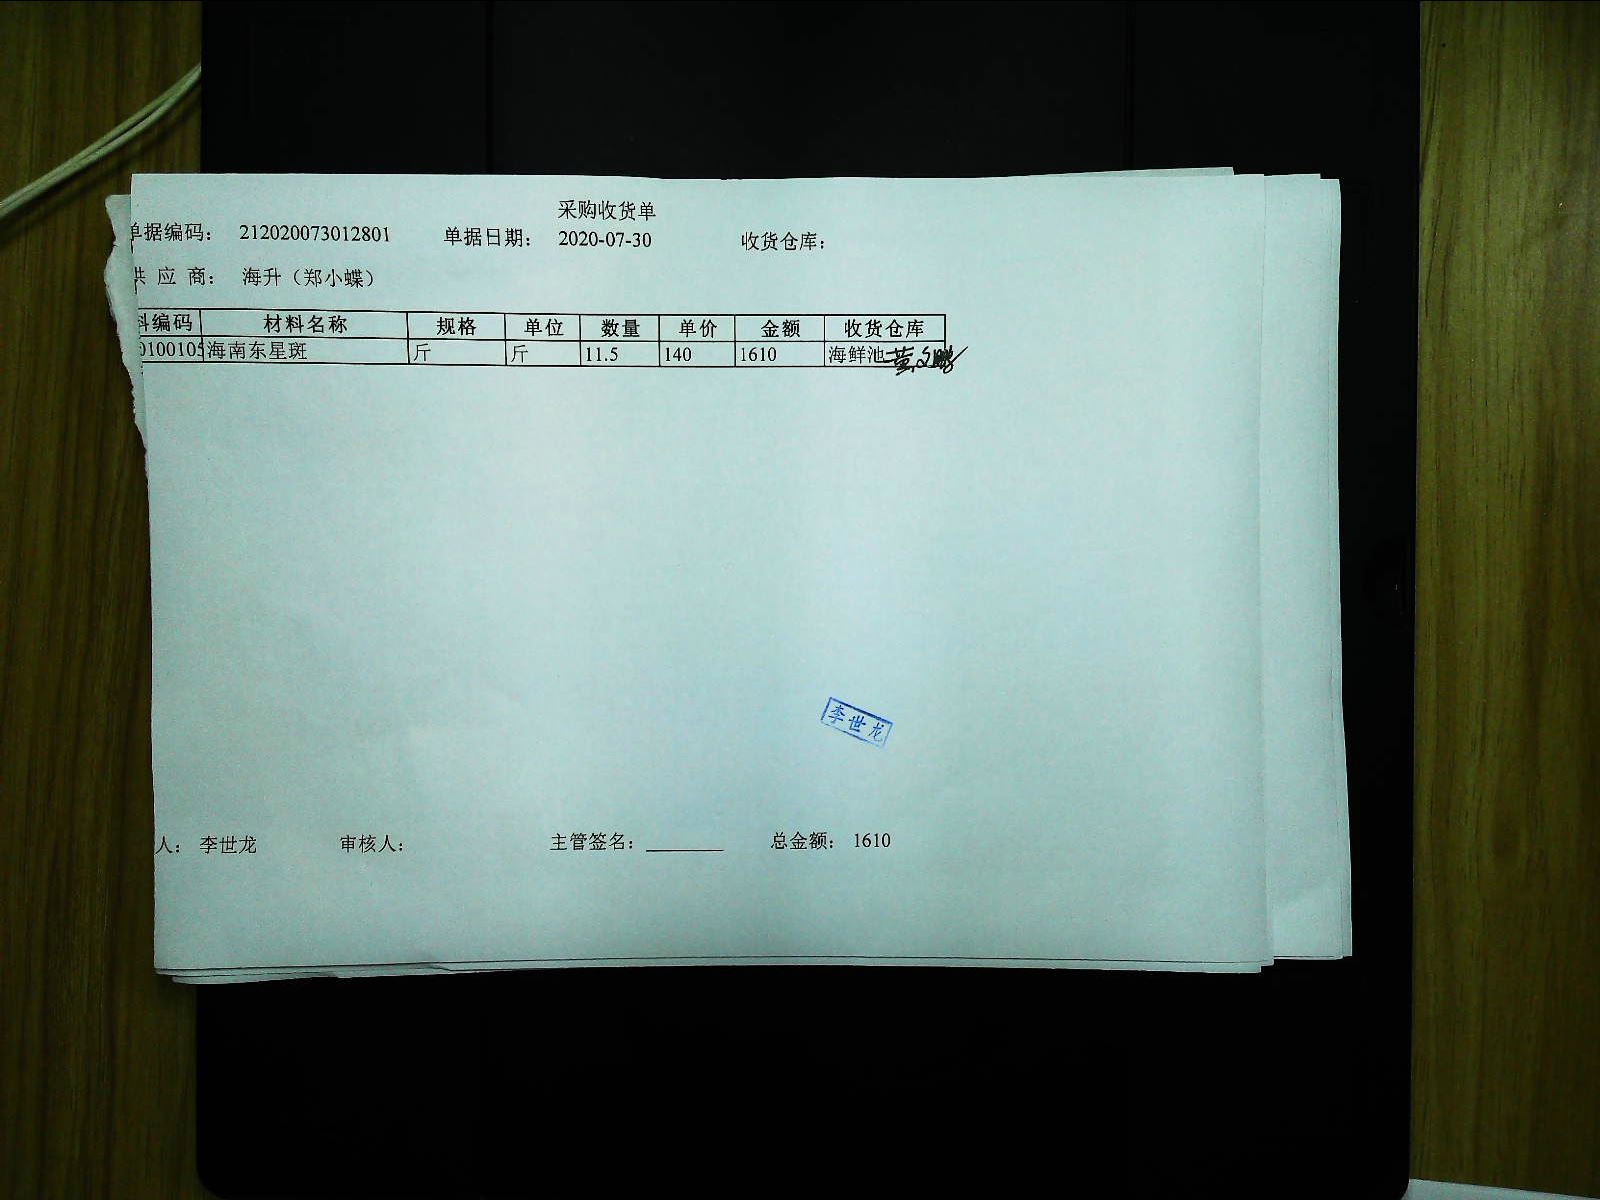 采购收货单
单据编码： 212020073012801 单据日期： 2020-07-30 收货仓库：
供 应 商： 海升（郑小蝶）
料编码 材料名称 规格 单位 数量 单价 金额 收货仓库
0100105 海南东星斑 斤 斤 11.5 140 1610 海鲜池
李世龙
人： 李世龙 审核人： 主管签名： 总金额： 1610